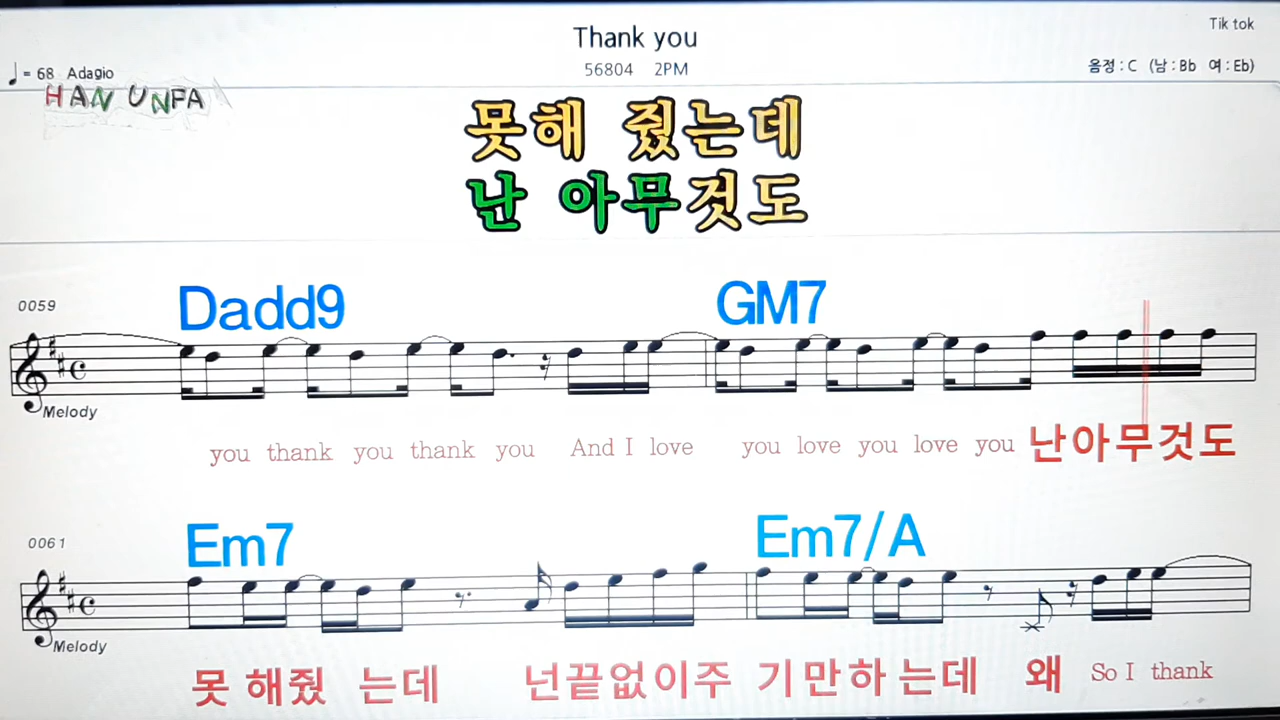 Thank you
Tik tok
56804 2PM
♩= 68 Adagio
음정 : C (남 : Bb 여 : Eb)
HAN UNFA
못해 줬는데
난 아무것도
0059
Dadd9 GM7
Melody
you thank you thank you And I love you love you love you 난아무것도
0061
Em7 Em7/A
Melody
못 해줬 는데 넌끝없이주 기만하는데 왜 So I thank